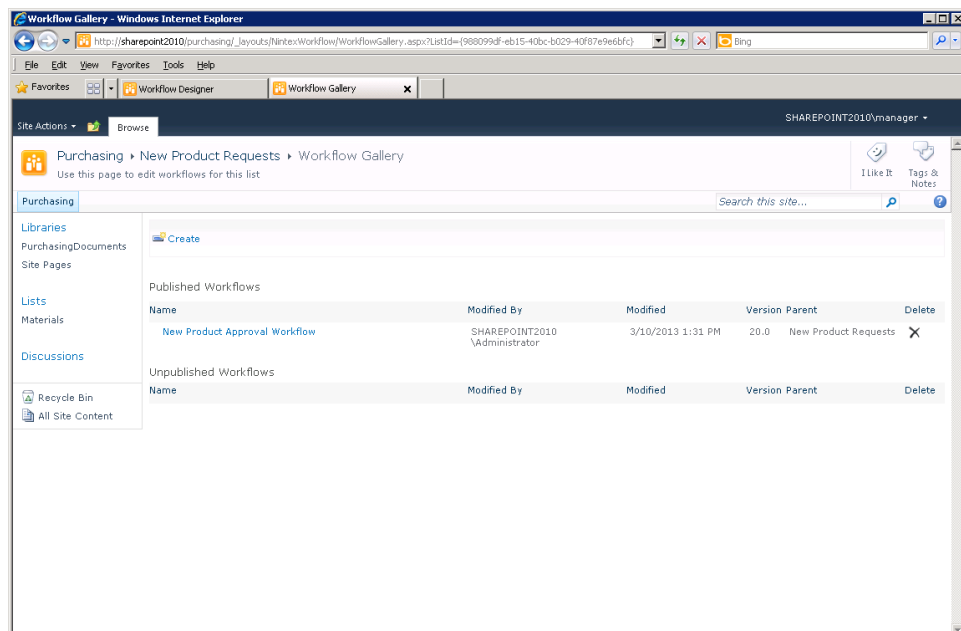 Workflow Gallery - Windows Internet Explorer
http://sharepoint2010/purchasing/_layouts/NintexWorkflow/WorkflowGallery.aspx?ListId={988099df-eb15-40bc-b029-40f87e9e6bfc}
Bing
File Edit View Favorites Tools Help
Favorites
Workflow Designer
Workflow Gallery
Site Actions
Browse
SHAREPOINT2010\manager
Purchasing
New Product Requests
Workflow Gallery
Use this page to edit workflows for this list
I Like It
Tags &
Notes
Purchasing
Search this site...
Libraries
PurchasingDocuments
Site Pages
Lists
Materials
Discussions
Recycle Bin
All Site Content
Create
Published Workflows
Name Modified By Modified Version Parent Delete
New Product Approval Workflow SHAREPOINT2010 3/10/2013 1:31 PM 20.0 New Product Requests
\Administrator
Unpublished Workflows
Name Modified By Modified Version Parent Delete